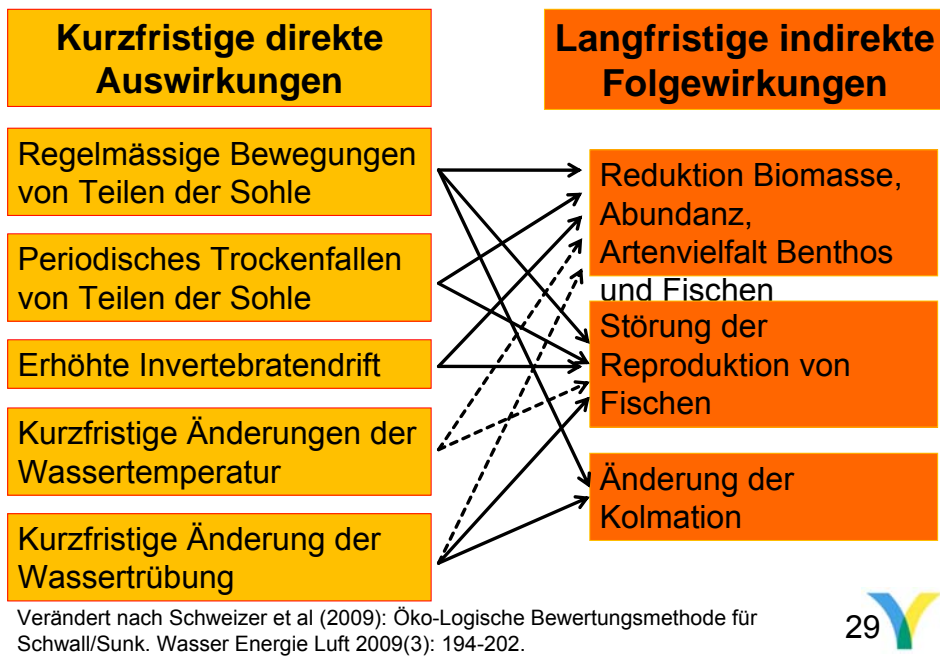 Kurzfristige direkte
Auswirkungen
Langfristige indirekte
Folgewirkungen
Regelmässige Bewegungen
von Teilen der Sohle
Periodisches Trockenfallen
von Teilen der Sohle
Erhöhte Invertebratendrift
Kurzfristige Änderungen der
Wassertemperatur
Kurzfristige Änderung der
Wassertrübung
Reduktion Biomasse,
Abundanz,
Artenvielfalt Benthos
und Fischen
Störung der
Reproduktion von
Fischen
Änderung der
Kolmation
Verändert nach Schweizer et al (2009): Öko-Logische Bewertungsmethode für
Schwall/Sunk. Wasser Energie Luft 2009(3): 194-202.
29